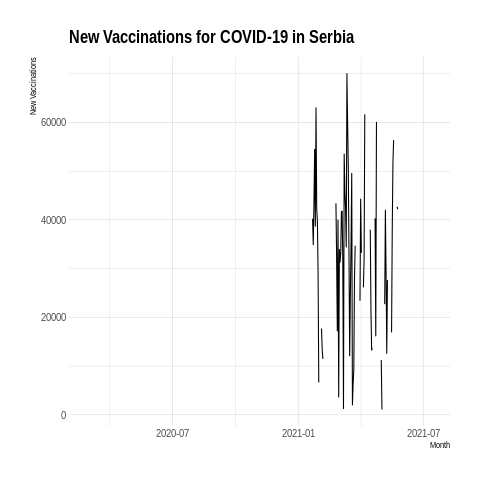 New Vaccinations for COVID-19 in Serbia
New Vaccinations
60000
40000
20000
0
2020-07
2021-01
2021-07
Month